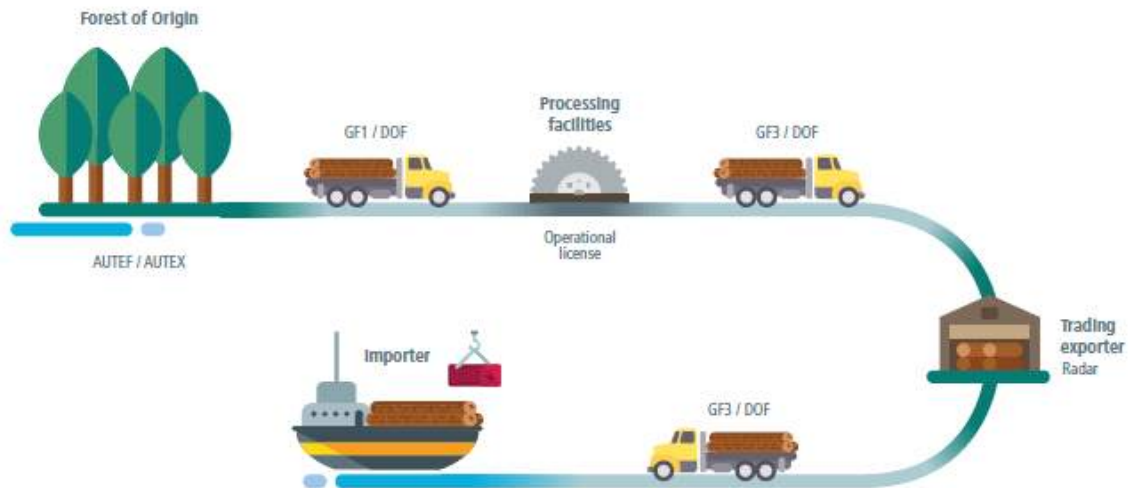 Forest of Origin
GF1 / DOF
Processing
facilities
GF3 / DOF
Operational
license
AUTEF / AUTEX
Trading
exporter
Radar
Importer
GF3 / DOF